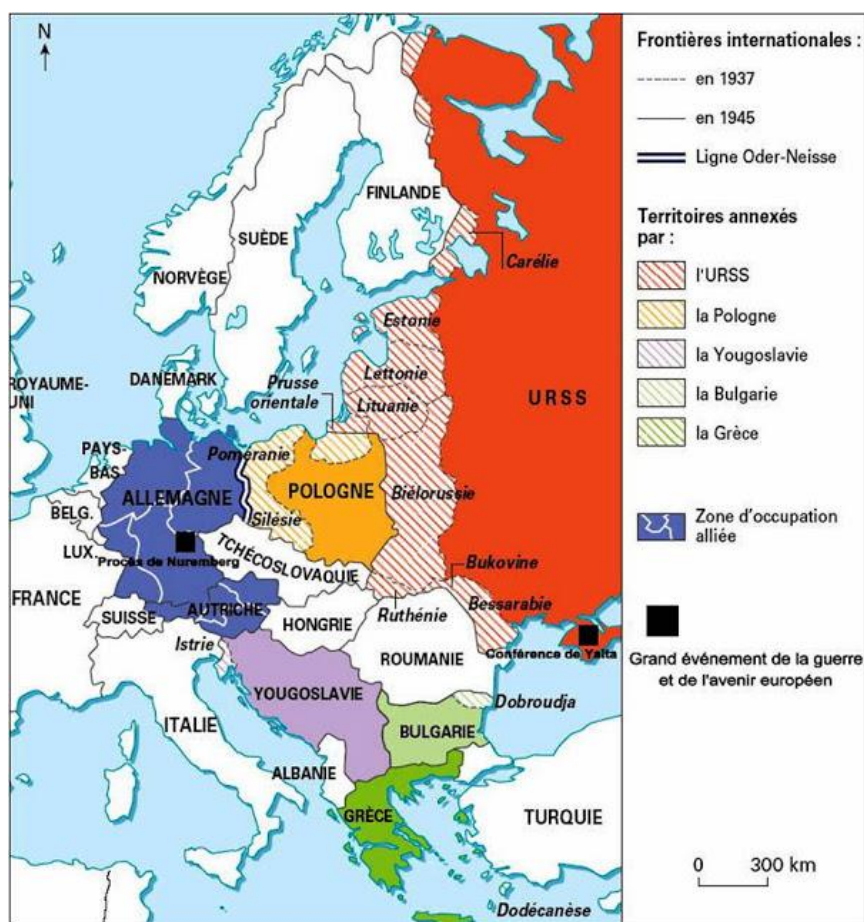 N
FINLANDE
SUÈDE
NORVÈGE
Carélie
Estonie
ROYAUME-
UNI
DANEMARK
Lettonie
Prusse
orientale
Lituanie
URSS
PAYS-
BAS
Poméranie
ALLEMAGNE
POLOGNE
Biélorussie
BELG.
Silésie
LUX.
Procès de Nuremberg
TCHÉCOSLOVAQUIE
Bukovine
FRANCE
AUTRICHE
Ruthénie
Bessarabie
SUISSE
HONGRIE
Conférence de Yalta
Istrie
ROUMANIE
YOUGOSLAVIE
Dobroudja
ITALIE
BULGARIE
ALBANIE
GRÈCE
TURQUIE
Dodécanèse
Frontières internationales :
en 1937
en 1945
Ligne Oder-Neisse
Territoires annexés
par :
l'URSS
la Pologne
la Yougoslavie
la Bulgarie
la Grèce
Zone d'occupation
alliée
Grand événement de la guerre
et de l'avenir européen
0 300 km